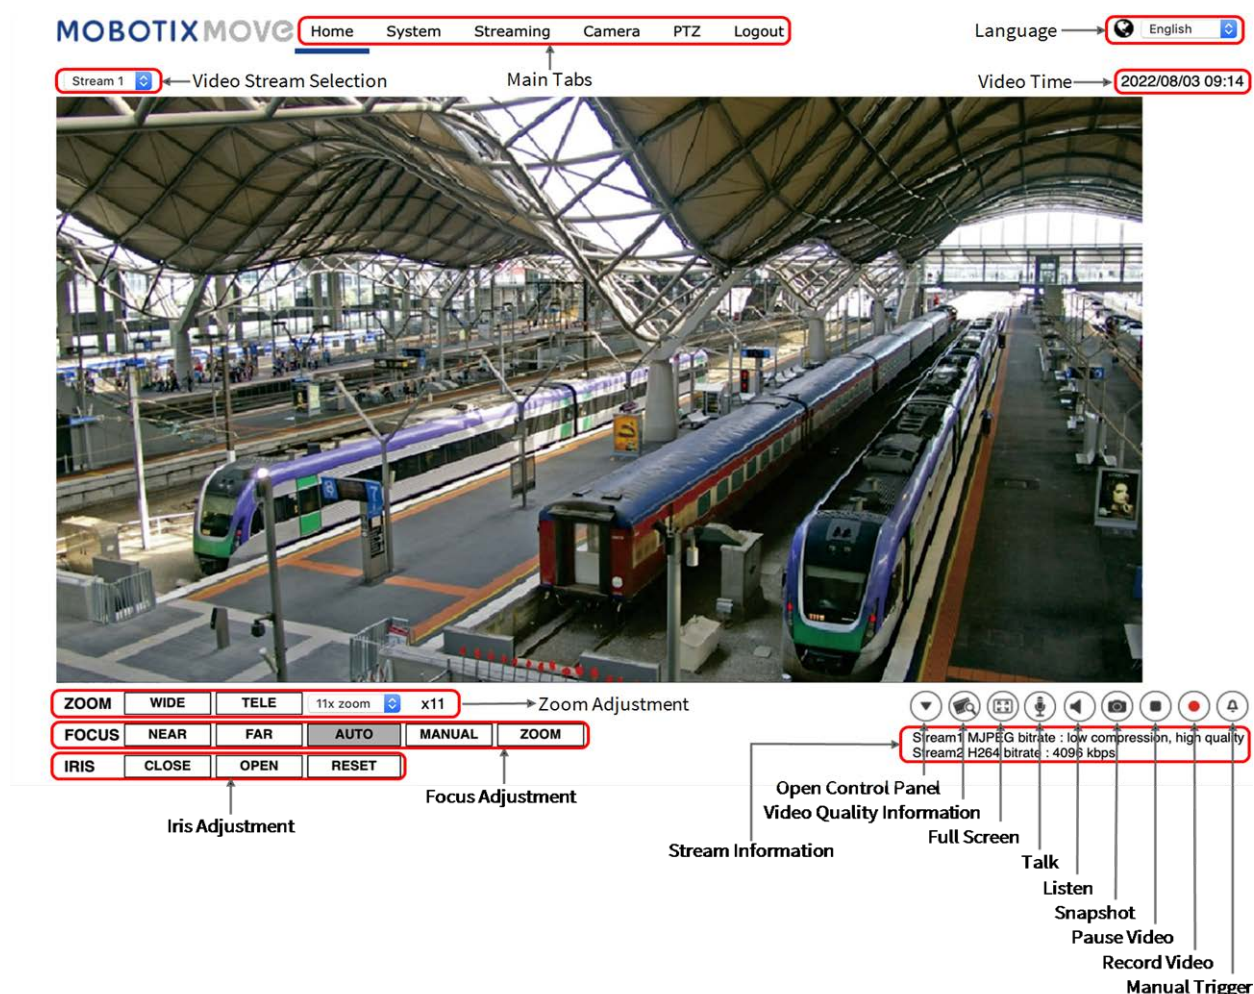 MOBOTIX MOVE
Home System Streaming Camera PTZ Logout
Language
English
Stream 1
Video Stream Selection
Main Tabs
Video Time
2022/08/03 09:14
ZOOM WIDE TELE 11x zoom x11
Zoom Adjustment
FOCUS NEAR FAR AUTO MANUAL ZOOM
Stream1 MJPEG bitrate : low compression, high quality
Stream2 H264 bitrate : 4096 kbps
IRIS CLOSE OPEN RESET
Open Control Panel
Focus Adjustment
Video Quality Information
Iris Adjustment
Full Screen
Stream Information
Talk
Listen
Snapshot
Pause Video
Record Video
Manual Trigger